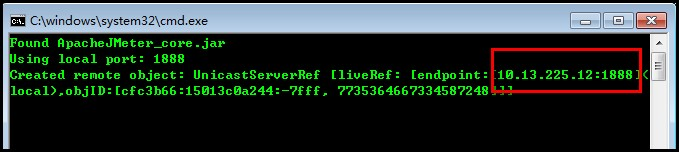 C:\windows\system32\cmd.exe
Found ApacheJMeter_core.jar
Using local port: 1888
Created remote object: UnicastServerRef [liveRef: [endpoint:[10.13.225.12:1888](
local),objID:[cfc3b66:15013c0a244:-7fff, 7735364667334587248]]]